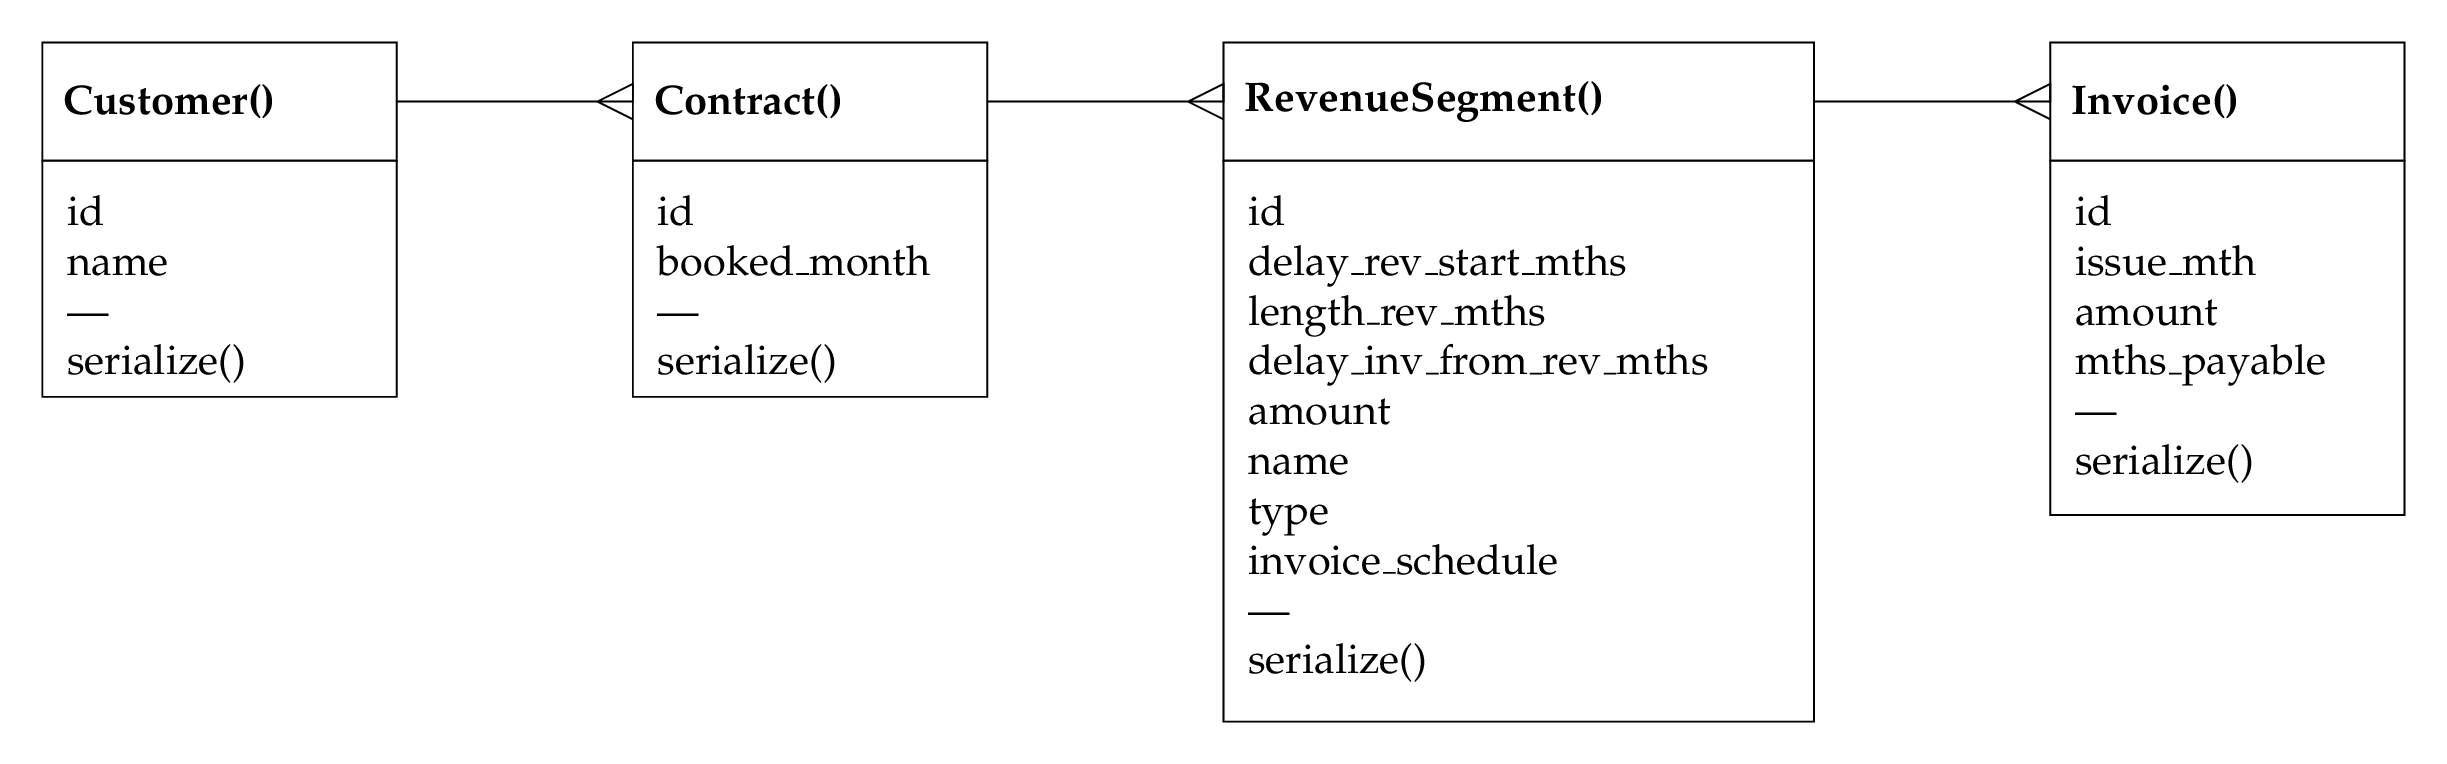 Customer()
id
name
—
serialize()
Contract()
id
booked_month
—
serialize()
RevenueSegment()
id
delay_rev_start_mths
length_rev_mths
delay_inv_from_rev_mths
amount
name
type
invoice_schedule
—
serialize()
Invoice()
id
issue_mth
amount
mths_payable
—
serialize()